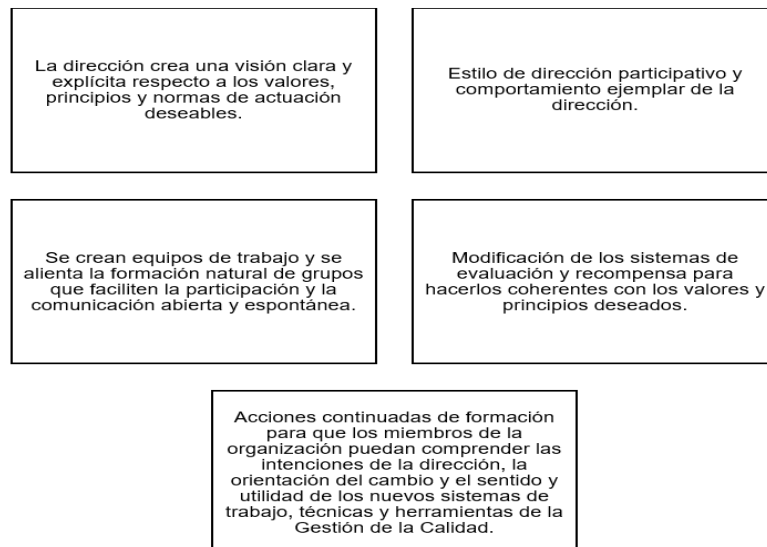 La dirección crea una visión clara y
explícita respecto a los valores,
principios y normas de actuación
deseables.
Estilo de dirección participativo y
comportamiento ejemplar de la
dirección.
Se crean equipos de trabajo y se
alienta la formación natural de grupos
que faciliten la participación y la
comunicación abierta y espontánea.
Modificación de los sistemas de
evaluación y recompensa para
hacerlos coherentes con los valores y
principios deseados.
Acciones continuadas de formación
para que los miembros de la
organización puedan comprender las
intenciones de la dirección, la
orientación del cambio y el sentido y
utilidad de los nuevos sistemas de
trabajo, técnicas y herramientas de la
Gestión de la Calidad.